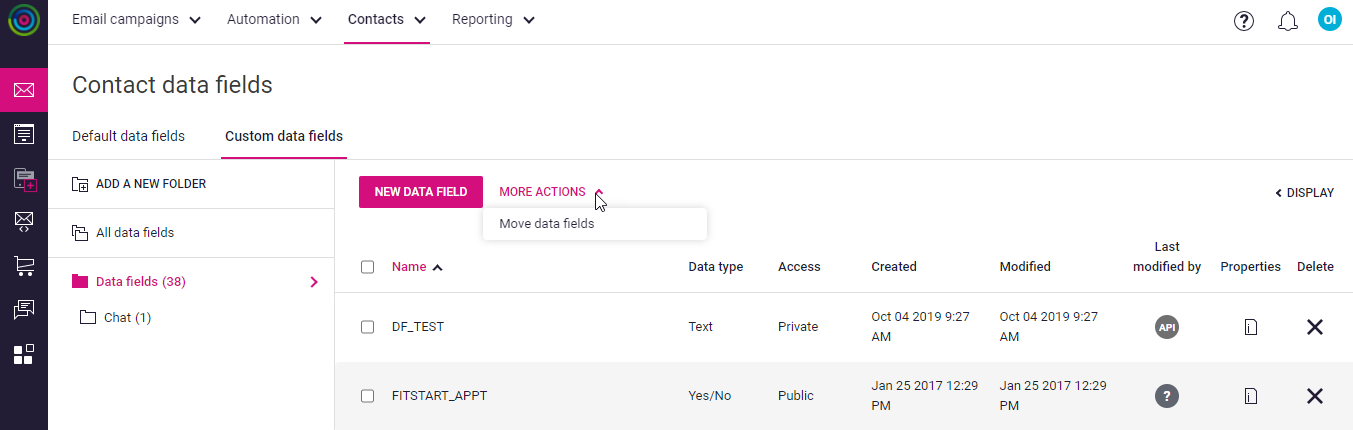 Email campaigns Automation Contacts Reporting ? OI
Contact data fields
Default data fields Custom data fields
ADD A NEW FOLDER
All data fields
Data fields (38)
Chat (1)
NEW DATA FIELD MORE ACTIONS DISPLAY
Move data fields
Name Data type Access Created Modified Last modified by Properties Delete
DF_TEST Text Private Oct 04 2019 9:27 AM Oct 04 2019 9:27 AM API
FITSTART_APPT Yes/No Public Jan 25 2017 12:29 PM Jan 25 2017 12:29 PM ?